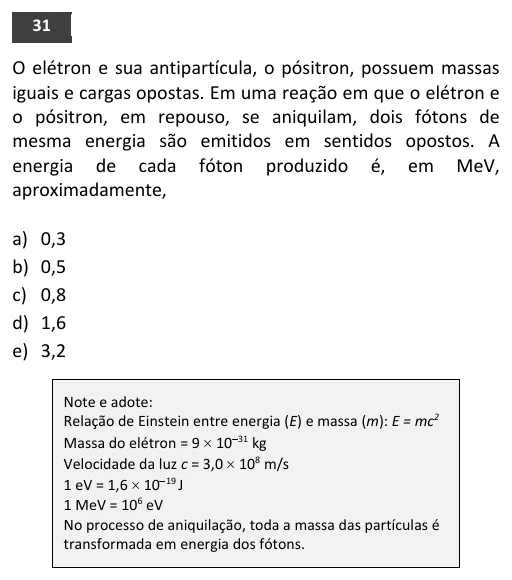 31
O elétron e sua antipartícula, o pósitron, possuem massas
iguais e cargas opostas. Em uma reação em que o elétron e
o pósitron, em repouso, se aniquilam, dois fótons de
mesma energia são emitidos em sentidos opostos. A
energia de cada fóton produzido é, em MeV,
aproximadamente,
a) 0,3
b) 0,5
c) 0,8
d) 1,6
e) 3,2
Note e adote:
Relação de Einstein entre energia (E) e massa (m): E = mc²
Massa do elétron = 9 × 10⁻³¹ kg
Velocidade da luz c = 3,0 × 10⁸ m/s
1 eV = 1,6 × 10⁻¹⁹ J
1 MeV = 10⁶ eV
No processo de aniquilação, toda a massa das partículas é
transformada em energia dos fótons.